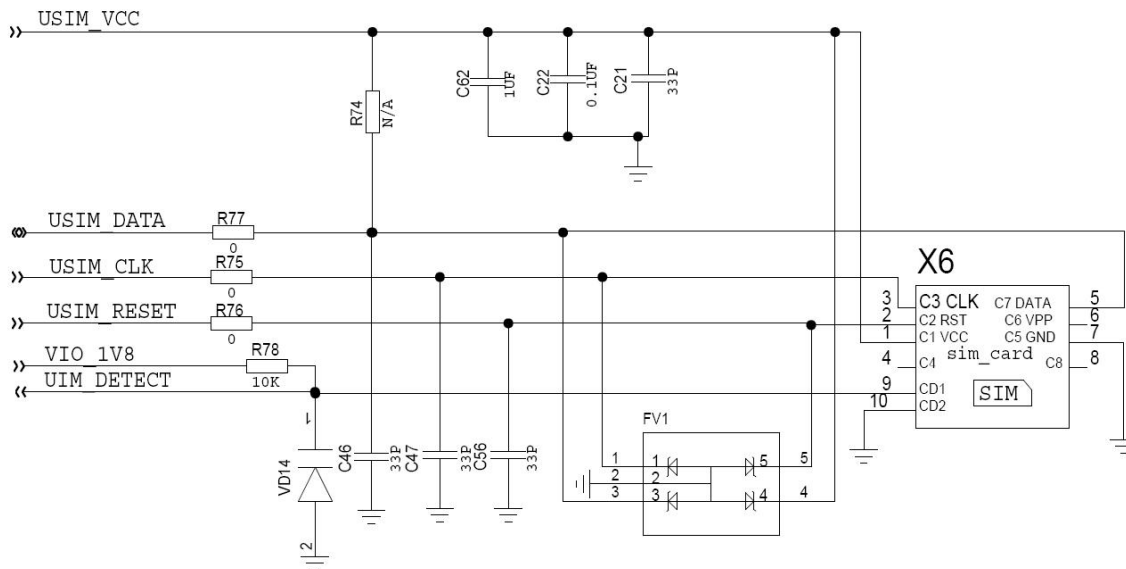 USIM_VCC
C62
1UF
C22
0.1UF
C21
33P
R74
N/A
USIM_DATA
R77
0
USIM_CLK
R75
0
USIM_RESET
R76
0
VIO_1V8
R78
10K
UIM_DETECT
X6
3 C3 CLK C7 DATA 5
2 C2 RST C6 VPP 6
1 C1 VCC C5 GND 7
sim_card
4 C4 C8 8
9 CD1
SIM
10 CD2
1
VD14
2
C46
33P
C47
33P
C56
33P
FV1
1 1 5 5
2 2
3 3 4 4